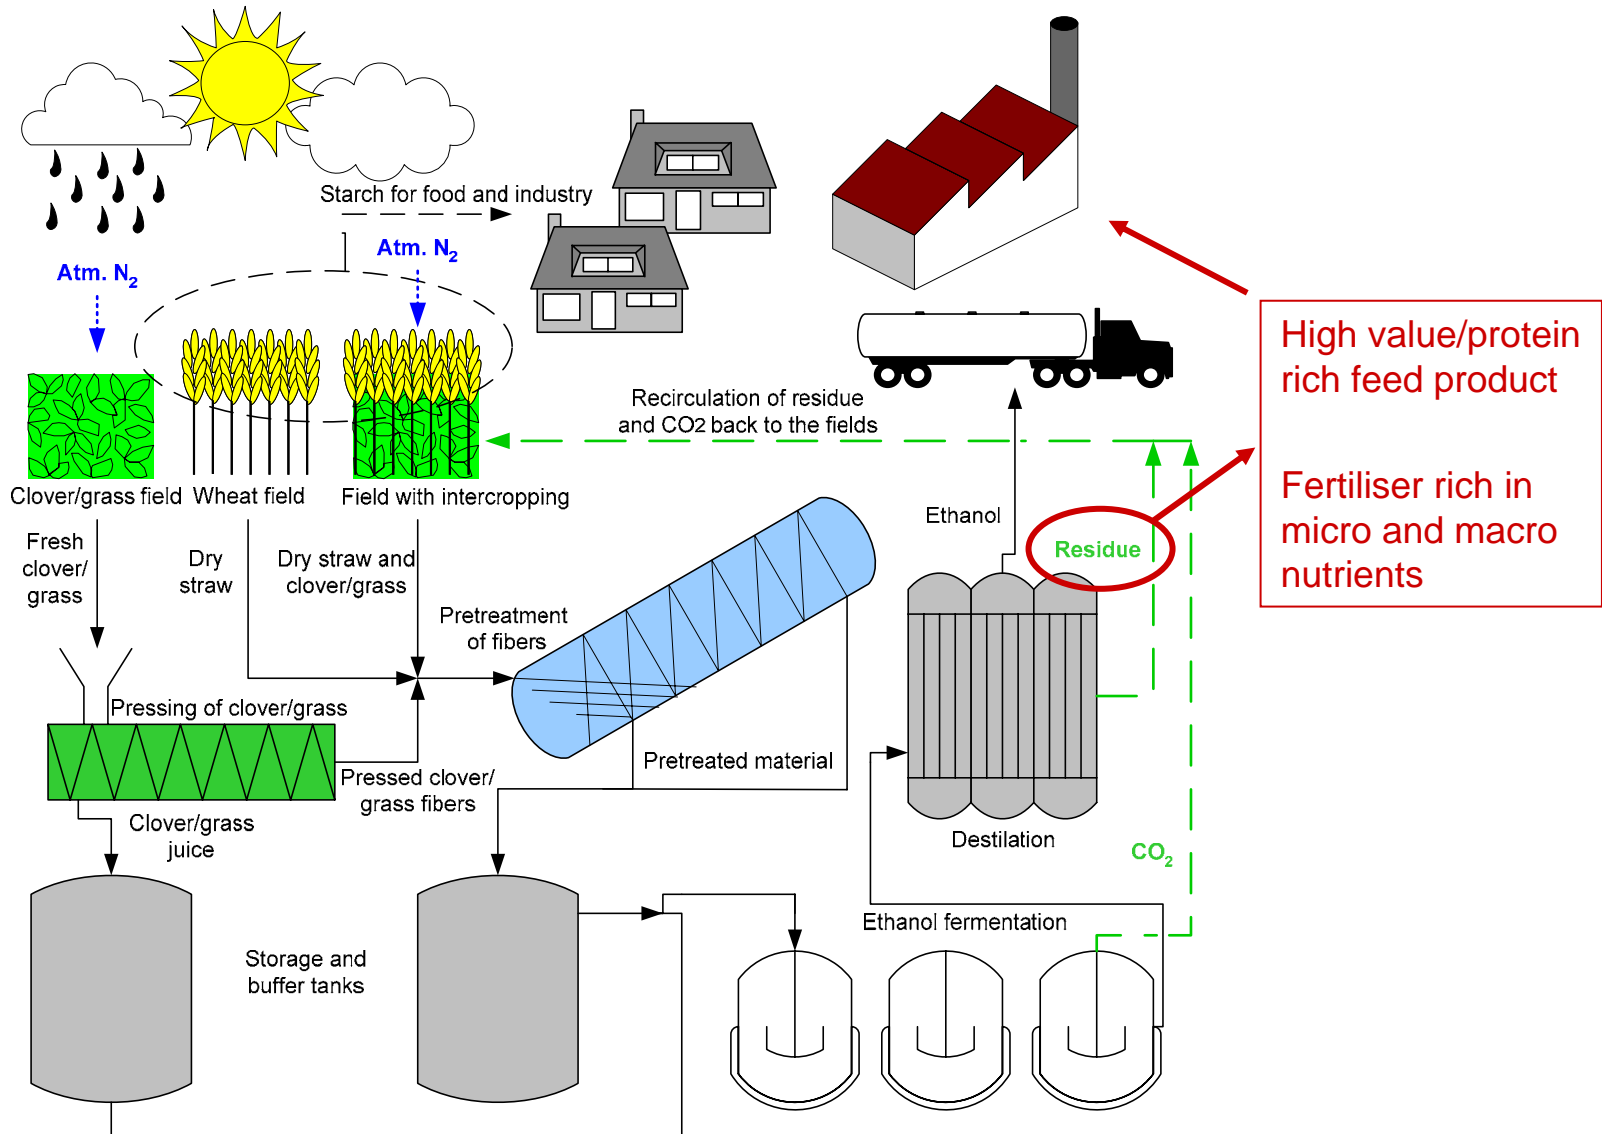 Starch for food and industry
Atm. N2
Atm. N2
High value/protein
rich feed product
Fertiliser rich in
micro and macro
nutrients
Recirculation of residue
and CO2 back to the fields
Clover/grass field
Wheat field
Field with intercropping
Ethanol
Residue
Fresh
clover/
grass
Dry
straw
Dry straw and
clover/grass
Pretreatment
of fibers
Pressing of clover/grass
Pressed clover/
grass fibers
Pretreated material
Clover/grass
juice
Destilation
CO2
Ethanol fermentation
Storage and
buffer tanks